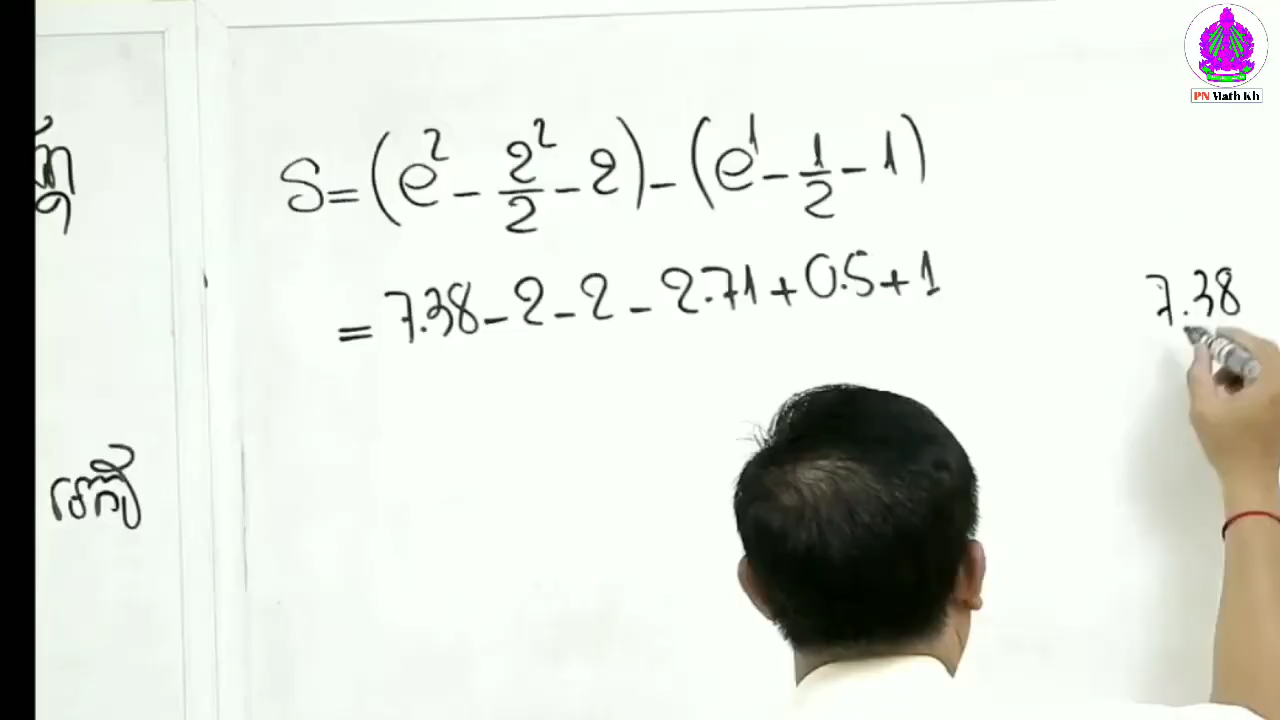 PN Math Kh
S = (e² - 2²/2 - 2) - (e¹ - 1/2 - 1)
= 7.38 - 2 - 2 - 2.71 + 0.5 + 1
7.38